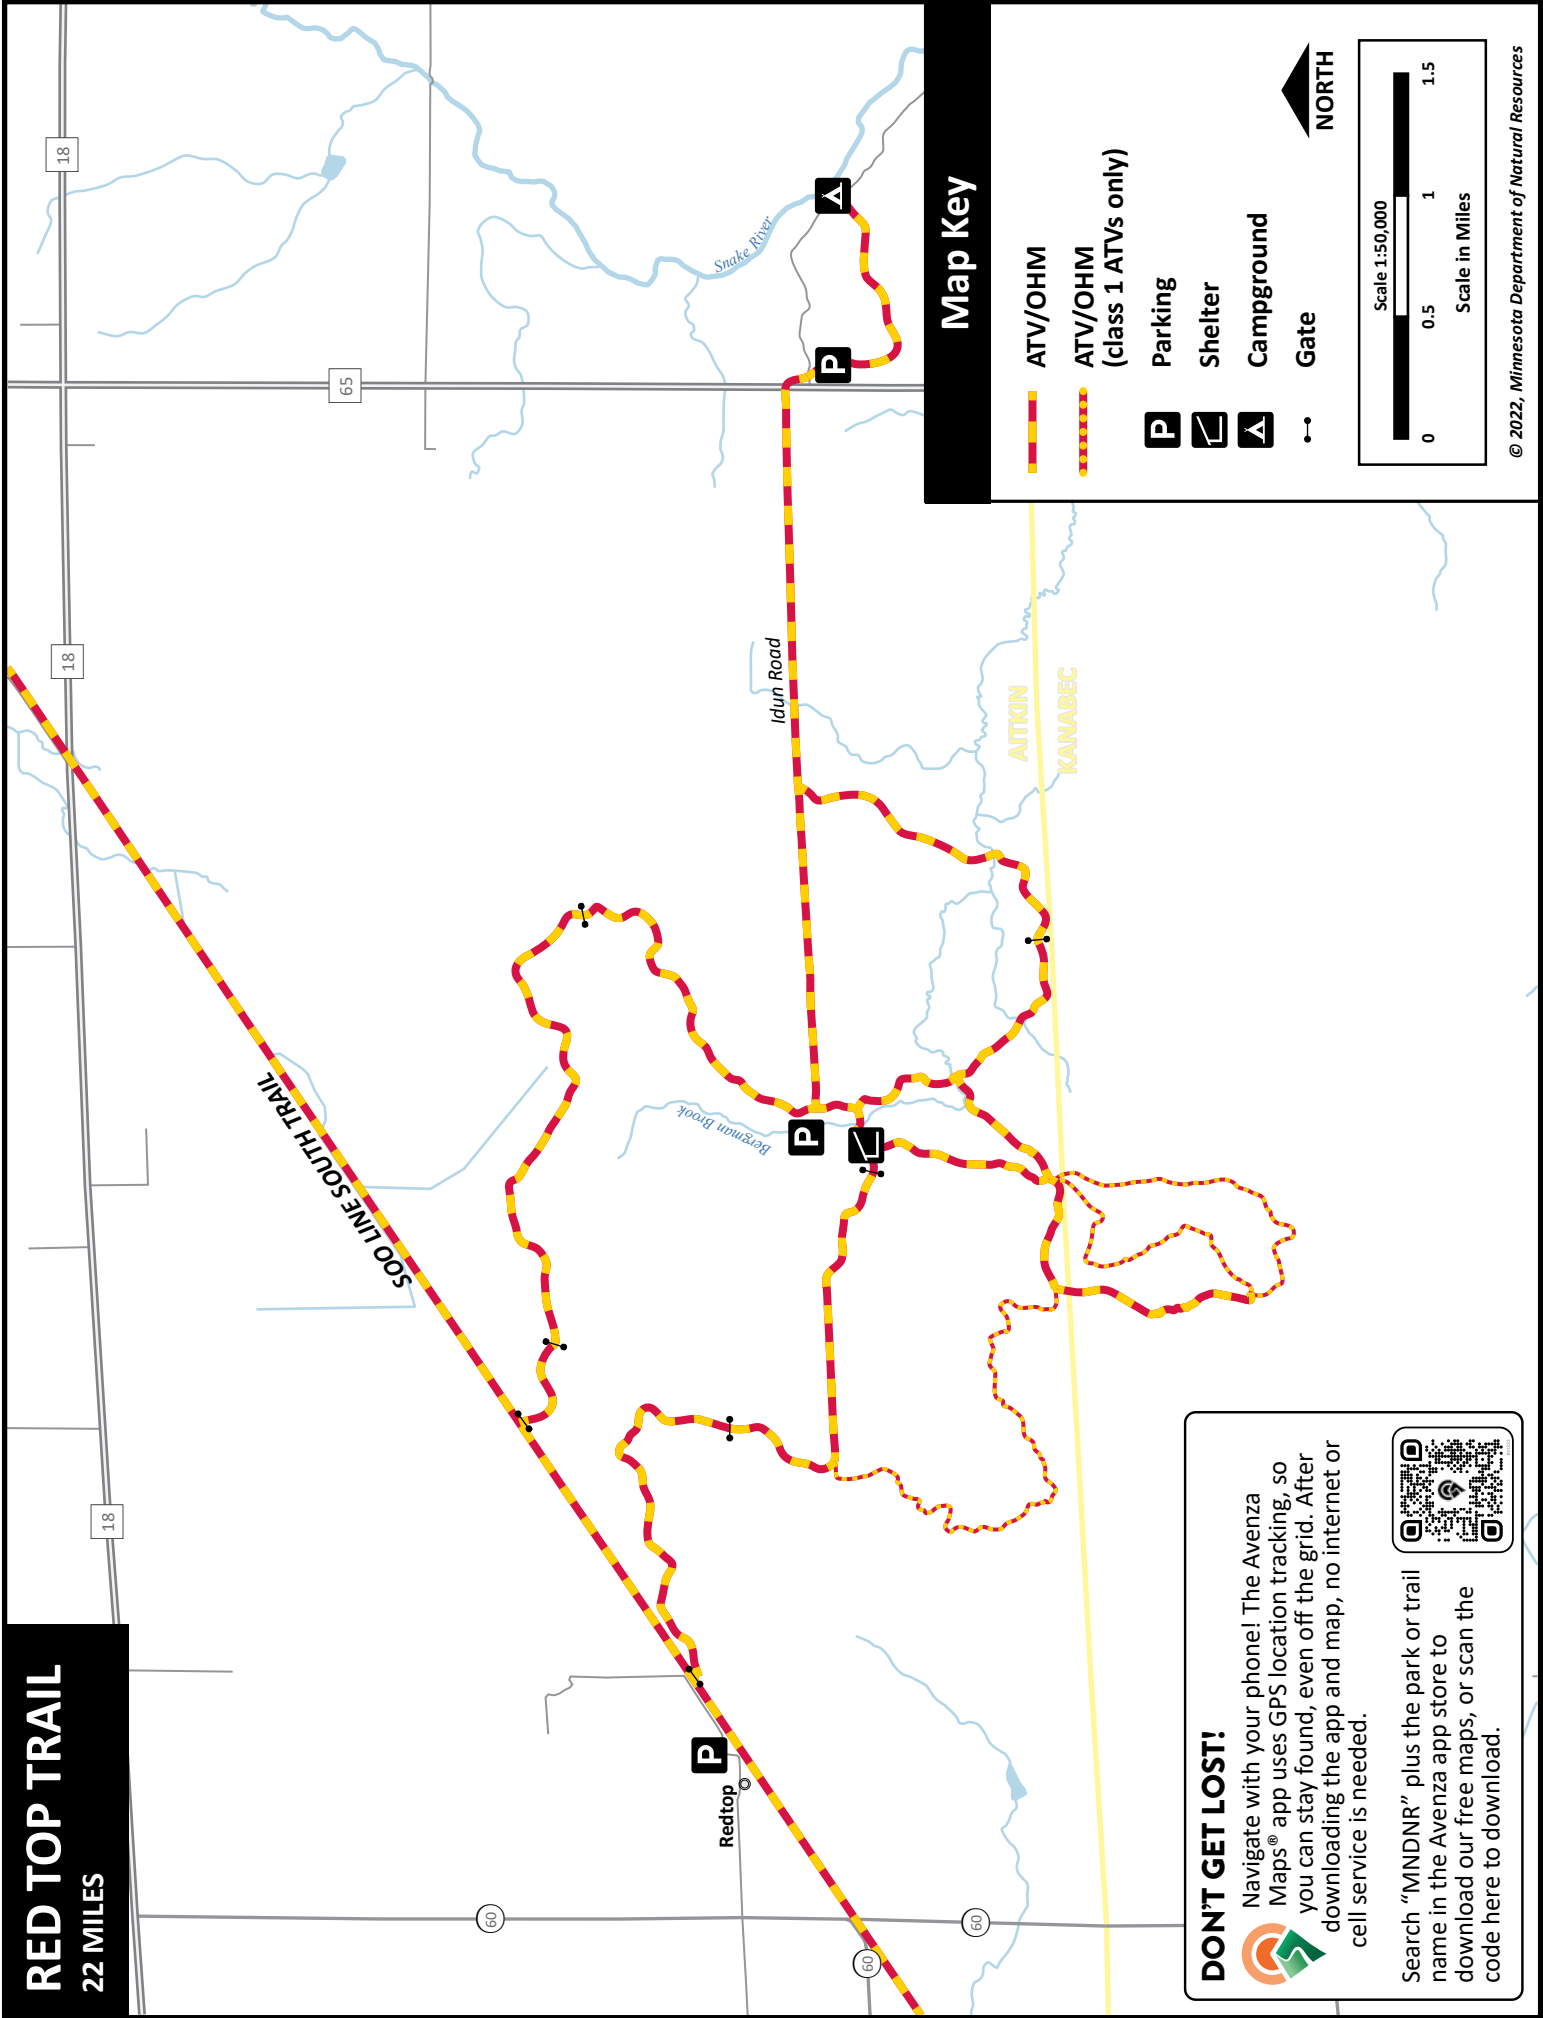 RED TOP TRAIL
22 MILES
18
18
18
65
SOO LINE SOUTH TRAIL
Snake River
Idun Road
Bergman Brook
P
P
P
Redtop
60
60
60
AITKIN
KANABEC
Map Key
ATV/OHM
ATV/OHM
(class 1 ATVs only)
P
Parking
Shelter
Campground
Gate
NORTH
Scale 1:50,000
0
0.5
1
1.5
Scale in Miles
© 2022, Minnesota Department of Natural Resources
DON'T GET LOST!
Navigate with your phone! The Avenza
Maps® app uses GPS location tracking, so
you can stay found, even off the grid. After
downloading the app and map, no internet or
cell service is needed.
Search “MNDNR” plus the park or trail
name in the Avenza app store to
download our free maps, or scan the
code here to download.